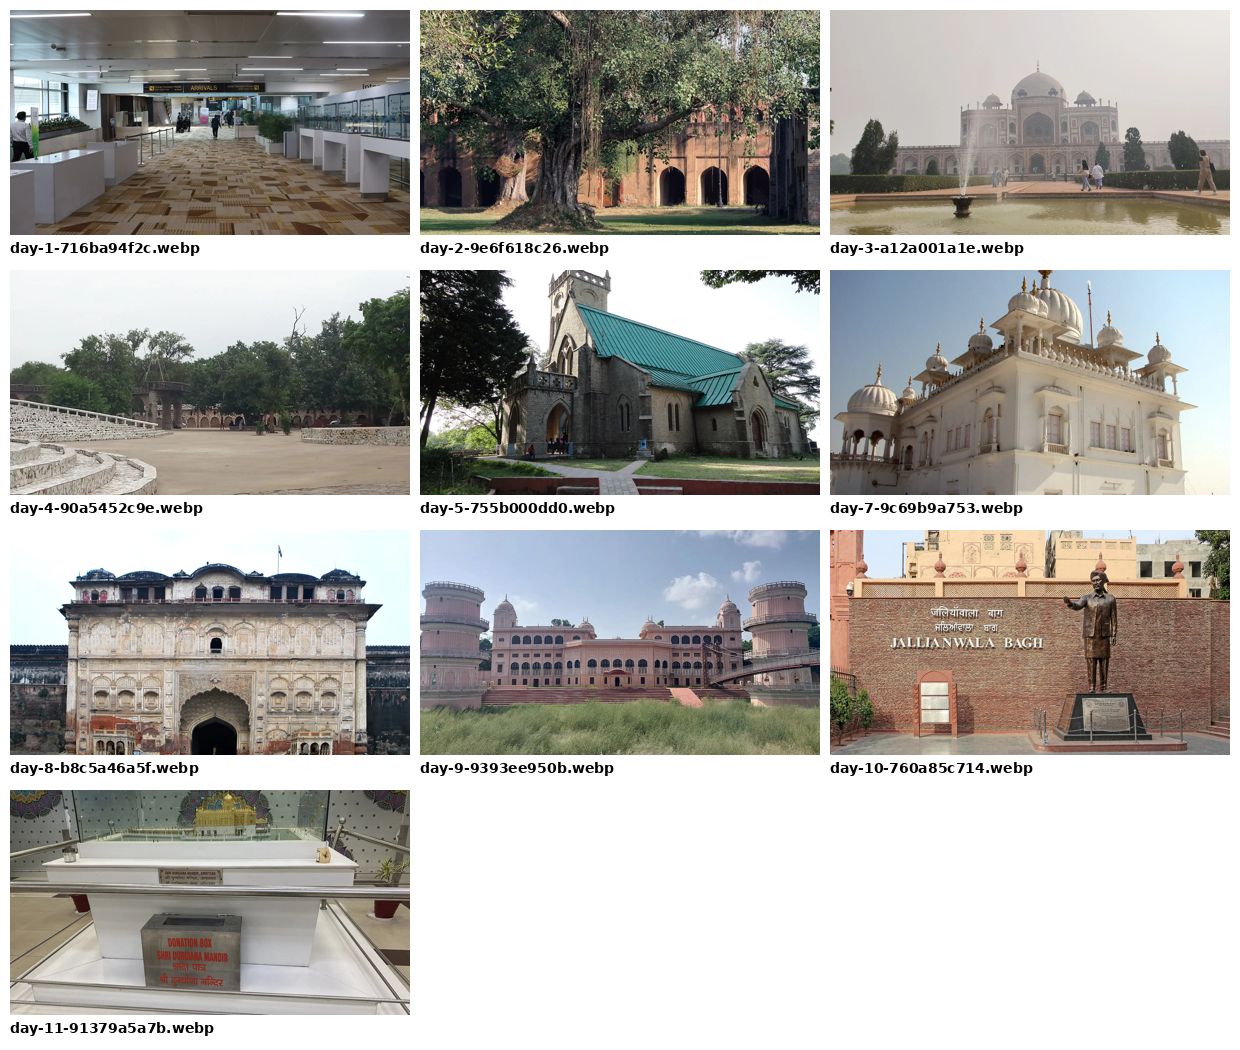 ARRIVALS
day-1-716ba94f2c.webp
day-2-9e6f618c26.webp
day-3-a12a001a1e.webp
day-4-90a5452c9e.webp
day-5-755b000dd0.webp
day-7-9c69b9a753.webp
day-8-b8c5a46a5f.webp
day-9-9393ee950b.webp
जलियांवाला बाग
ਜਲਿਆਂਵਾਲਾ ਬਾਗ
JALLIANWALA BAGH
day-10-760a85c714.webp
DONATION BOX
SHRI DURGIANA MANDIR
पात्र
श्री दुर्ग्याणा मन्दिर
day-11-91379a5a7b.webp